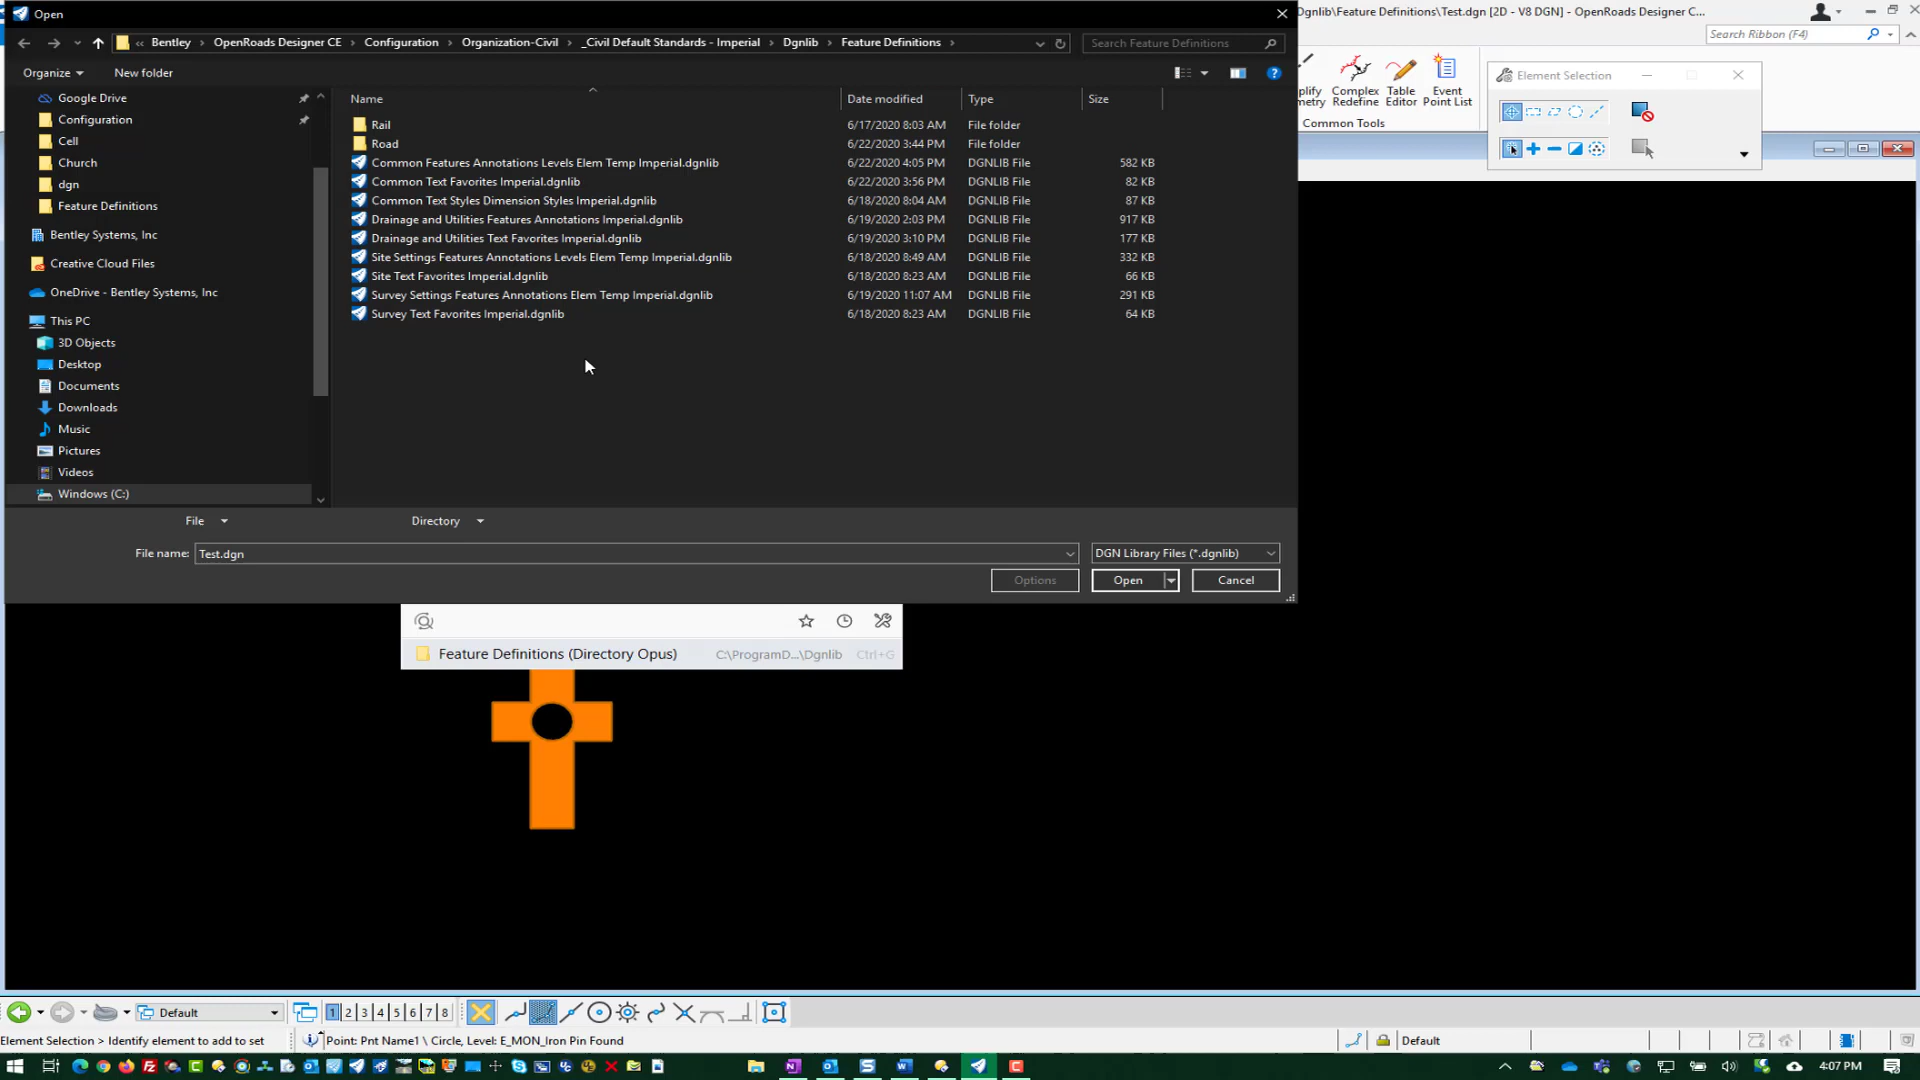 Open
Dgnlib\Feature Definitions\Test.dgn [2D - V8 DGN] - OpenRoads Designer C...
« Bentley > OpenRoads Designer CE > Configuration > Organization-Civil > _Civil Default Standards - Imperial > Dgnlib > Feature Definitions >
Search Feature Definitions
Search Ribbon (F4)
Organize
New folder
Element Selection
Complex Redefine
Table Editor
Event Point List
Common Tools
Name Date modified Type Size
Google Drive
Configuration
Cell
Church
dgn
Feature Definitions
Bentley Systems, Inc
Creative Cloud Files
OneDrive - Bentley Systems, Inc
This PC
3D Objects
Desktop
Documents
Downloads
Music
Pictures
Videos
Windows (C:)
Rail 6/17/2020 8:03 AM File folder
Road 6/22/2020 3:44 PM File folder
Common Features Annotations Levels Elem Temp Imperial.dgnlib 6/22/2020 4:05 PM DGNLIB File 582 KB
Common Text Favorites Imperial.dgnlib 6/22/2020 3:56 PM DGNLIB File 82 KB
Common Text Styles Dimension Styles Imperial.dgnlib 6/18/2020 8:04 AM DGNLIB File 87 KB
Drainage and Utilities Features Annotations Imperial.dgnlib 6/19/2020 2:03 PM DGNLIB File 917 KB
Drainage and Utilities Text Favorites Imperial.dgnlib 6/19/2020 3:10 PM DGNLIB File 177 KB
Site Settings Features Annotations Levels Elem Temp Imperial.dgnlib 6/18/2020 8:49 AM DGNLIB File 332 KB
Site Text Favorites Imperial.dgnlib 6/18/2020 8:23 AM DGNLIB File 66 KB
Survey Settings Features Annotations Elem Temp Imperial.dgnlib 6/19/2020 11:07 AM DGNLIB File 291 KB
Survey Text Favorites Imperial.dgnlib 6/18/2020 8:23 AM DGNLIB File 64 KB
File
Directory
File name: Test.dgn
DGN Library Files (*.dgnlib)
Options
Open
Cancel
Feature Definitions (Directory Opus) C:\ProgramD...\Dgnlib Ctrl+G
Default
1 2 3 4 5 6 7 8
Element Selection > Identify element to add to set
Point: Pnt Name1 \ Circle, Level: E_MON_Iron Pin Found
Default
4:07 PM